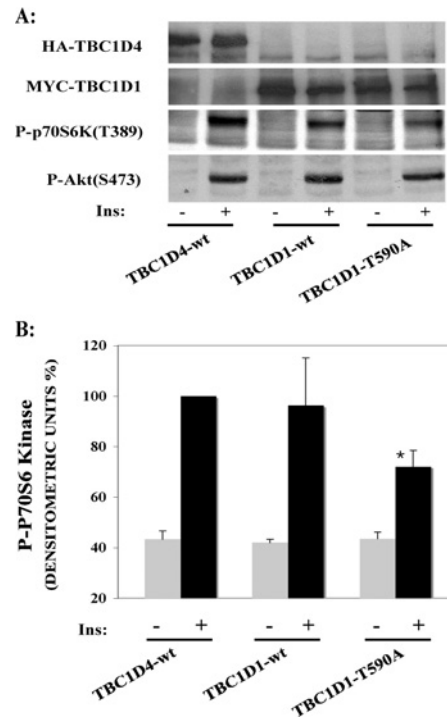 A:
HA-TBC1D4
MYC-TBC1D1
P-p70S6K(T389)
P-Akt(S473)
Ins: - + - + - +
TBC1D4-wt TBC1D1-wt TBC1D1-T590A
B:
P-P70S6 Kinase
(DENSITOMETRIC UNITS %)
120
100
80
60
40
20
*
Ins: - + - + - +
TBC1D4-wt TBC1D1-wt TBC1D1-T590A